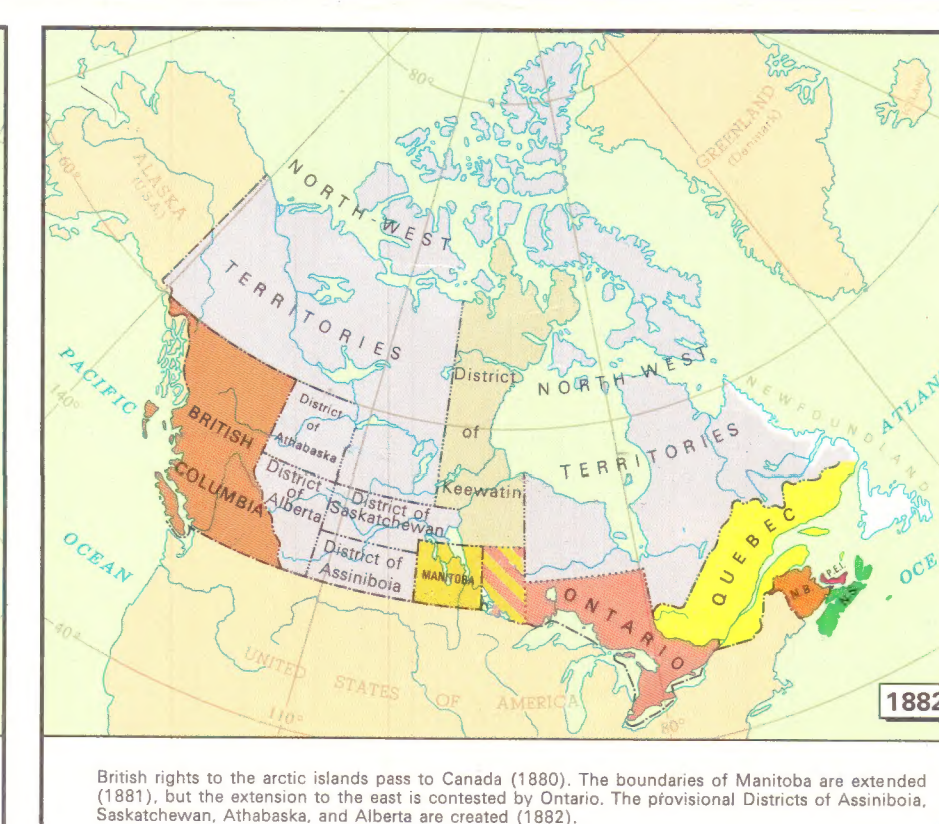 80°
GREENLAND
(Denmark)
60°
ALASKA
(U.S.A.)
NORTH-WEST
TERRITORIES
PACIFIC
140°
OCEAN
District
of
Keewatin
NORTH WEST
TERRITORIES
NEWFOUNDLAND
ATLAN
BRITISH
COLUMBIA
District
of
Athabaska
District
of
Alberta
District of
Saskatchewan
District of
Assiniboia
MANITOBA
ONTARIO
QUEBEC
P.E.I.
N.B.
N.S.
OCE
40°
UNITED STATES OF AMERICA
110°
80°
1882
British rights to the arctic islands pass to Canada (1880). The boundaries of Manitoba are extended
(1881), but the extension to the east is contested by Ontario. The provisional Districts of Assiniboia,
Saskatchewan, Athabaska, and Alberta are created (1882).